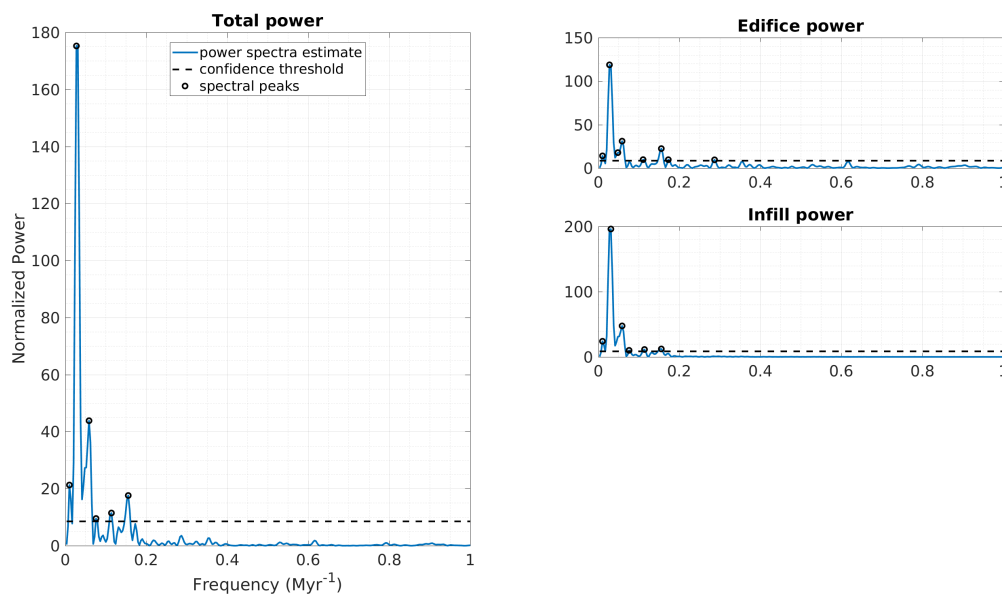 Total power
180
160
140
120
100
80
60
40
20
0
Normalized Power
power spectra estimate
confidence threshold
spectral peaks
0 0.2 0.4 0.6 0.8 1
Frequency (Myr⁻¹)
Edifice power
150
100
50
0
0 0.2 0.4 0.6 0.8 1
Infill power
200
100
0
0 0.2 0.4 0.6 0.8 1